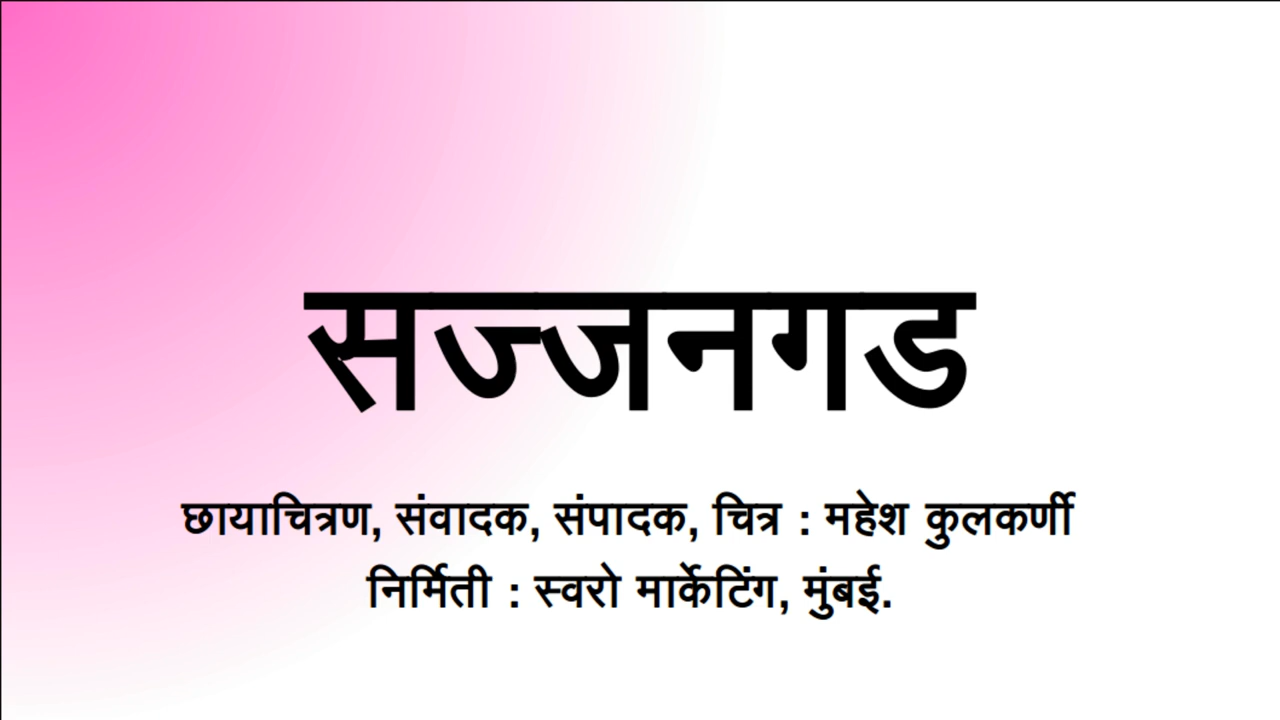 सज्जनगड
छायाचित्रण, संवादक, संपादक, चित्र : महेश कुलकर्णी
निर्मिती : स्वरो मार्केटिंग, मुंबई.